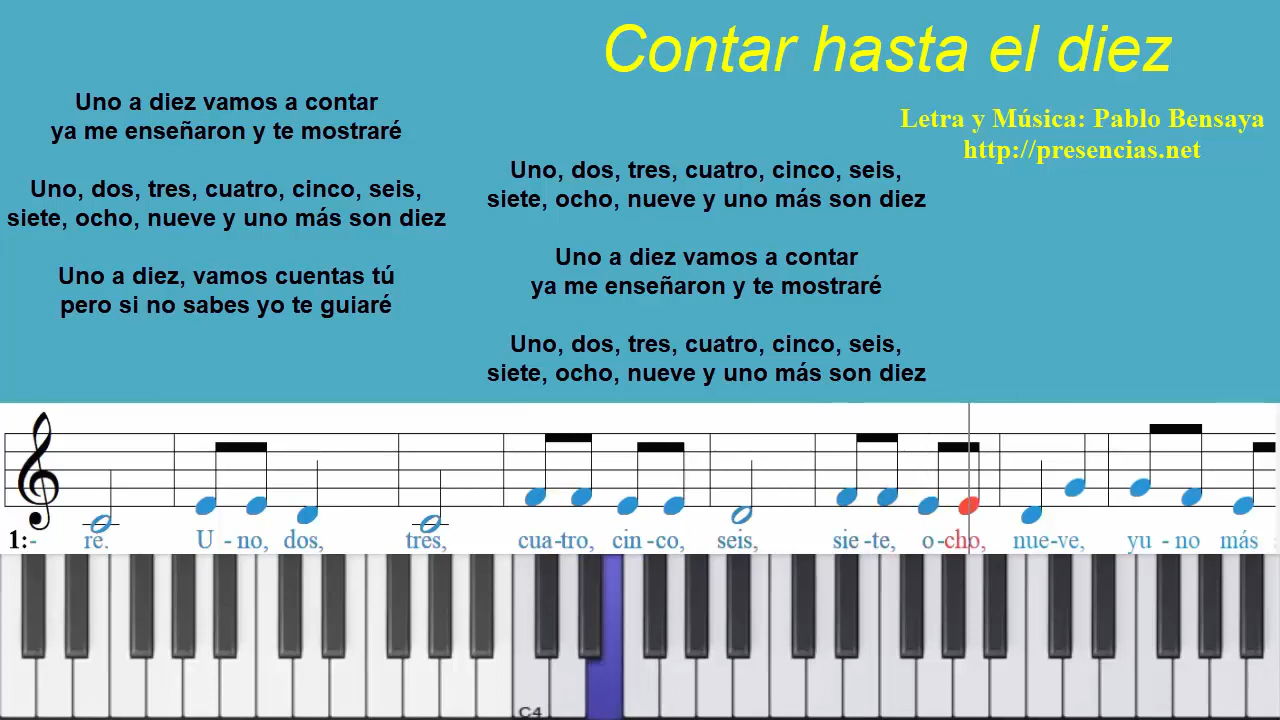 Contar hasta el diez
Letra y Música: Pablo Bensaya
http://presencias.net
Uno a diez vamos a contar
ya me enseñaron y te mostraré
Uno, dos, tres, cuatro, cinco, seis,
siete, ocho, nueve y uno más son diez
Uno a diez, vamos cuentas tú
pero si no sabes yo te guiaré
Uno, dos, tres, cuatro, cinco, seis,
siete, ocho, nueve y uno más son diez
Uno a diez vamos a contar
ya me enseñaron y te mostraré
Uno, dos, tres, cuatro, cinco, seis,
siete, ocho, nueve y uno más son diez
1:- re. U - no, dos, tres, cua-tro, cin-co, seis, sie-te, o-cho, nue-ve, yu - no más
C4